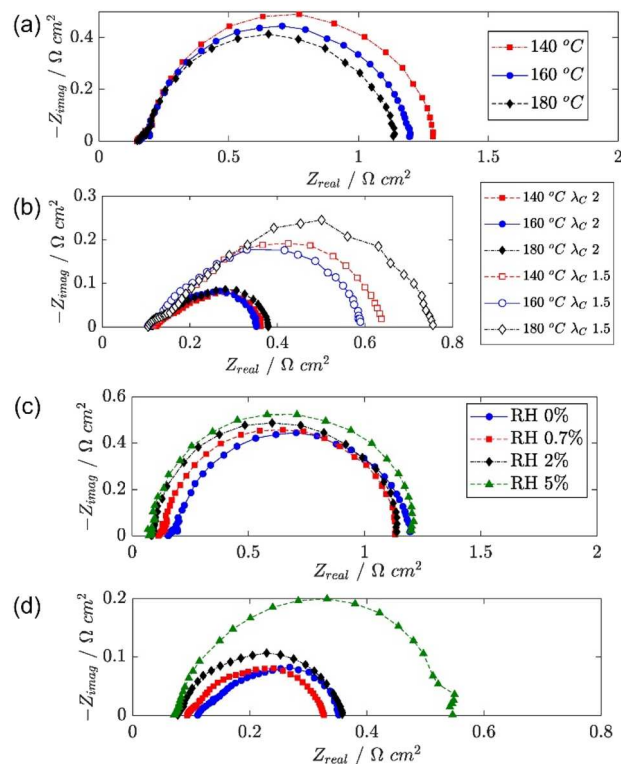 (a)
−Z_imag / Ω cm²
0.4
0.2
0
140 °C
160 °C
180 °C
0 0.5 1 1.5 2
Z_real / Ω cm²
(b)
−Z_imag / Ω cm²
0.3
0.2
0.1
0
0 0.2 0.4 0.6 0.8
Z_real / Ω cm²
140 °C λ_C 2
160 °C λ_C 2
180 °C λ_C 2
140 °C λ_C 1.5
160 °C λ_C 1.5
180 °C λ_C 1.5
(c)
−Z_imag / Ω cm²
0.6
0.4
0.2
0
RH 0%
RH 0.7%
RH 2%
RH 5%
0 0.5 1 1.5 2
Z_real / Ω cm²
(d)
−Z_imag / Ω cm²
0.2
0.1
0
0 0.2 0.4 0.6 0.8
Z_real / Ω cm²